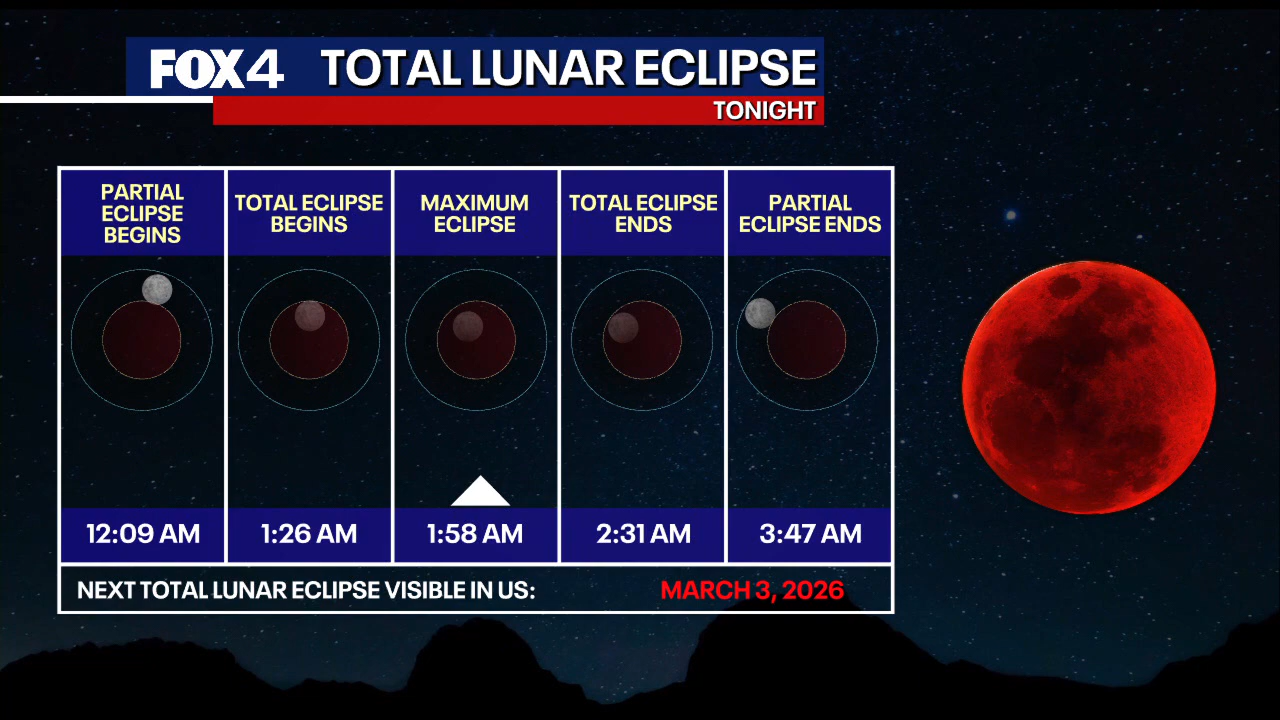 FOX 4 TOTAL LUNAR ECLIPSE
TONIGHT
PARTIAL
ECLIPSE
BEGINS
TOTAL ECLIPSE
BEGINS
MAXIMUM
ECLIPSE
TOTAL ECLIPSE
ENDS
PARTIAL
ECLIPSE ENDS
12:09 AM
1:26 AM
1:58 AM
2:31 AM
3:47 AM
NEXT TOTAL LUNAR ECLIPSE VISIBLE IN US: MARCH 3, 2026